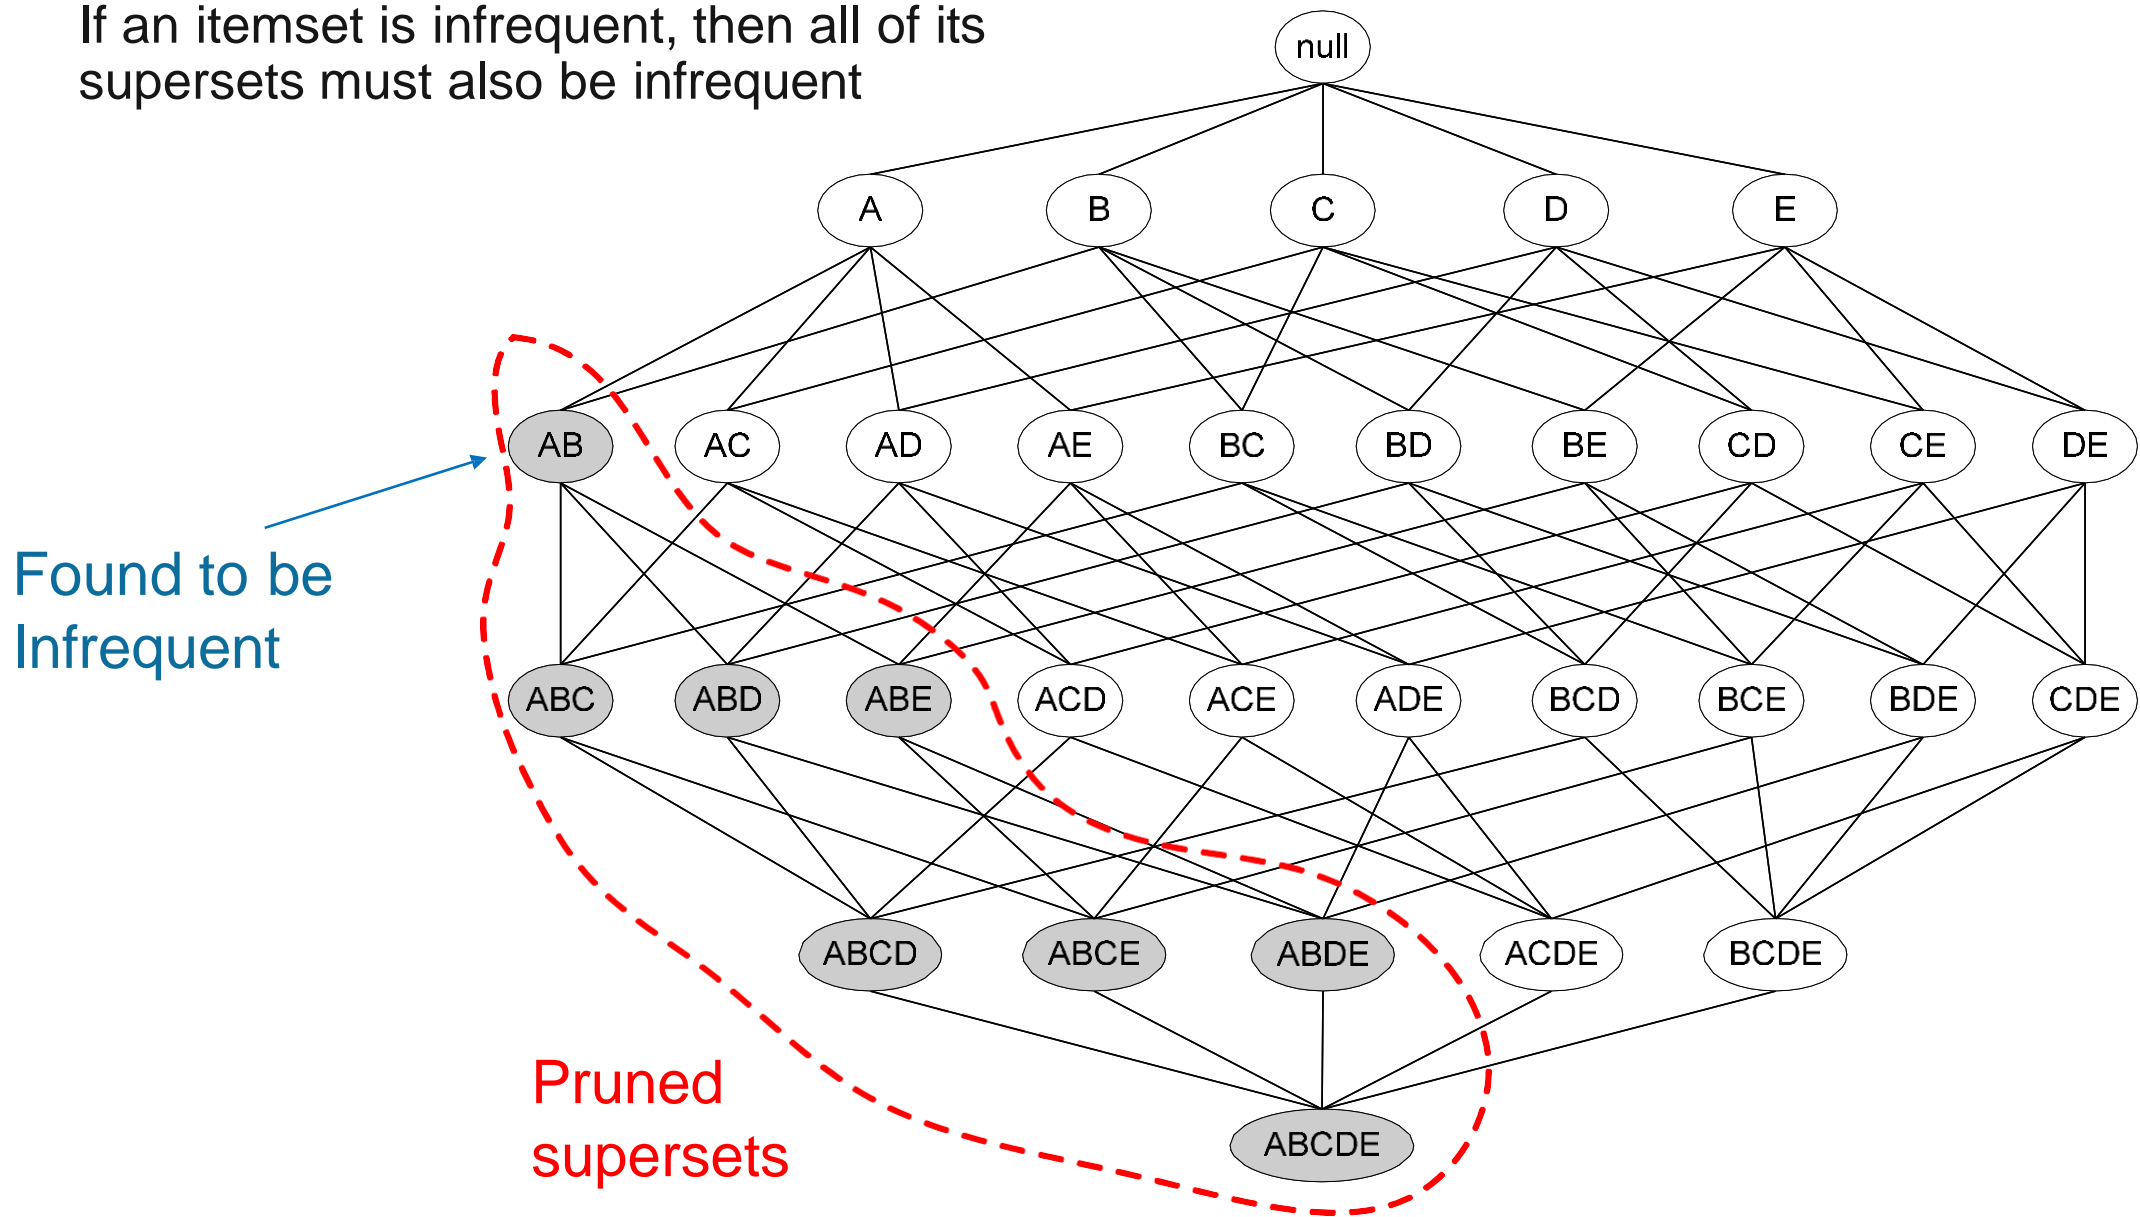 If an itemset is infrequent, then all of its
supersets must also be infrequent
null
A B C D E
AB AC AD AE BC BD BE CD CE DE
Found to be
Infrequent
ABC ABD ABE ACD ACE ADE BCD BCE BDE CDE
ABCD ABCE ABDE ACDE BCDE
Pruned
supersets
ABCDE